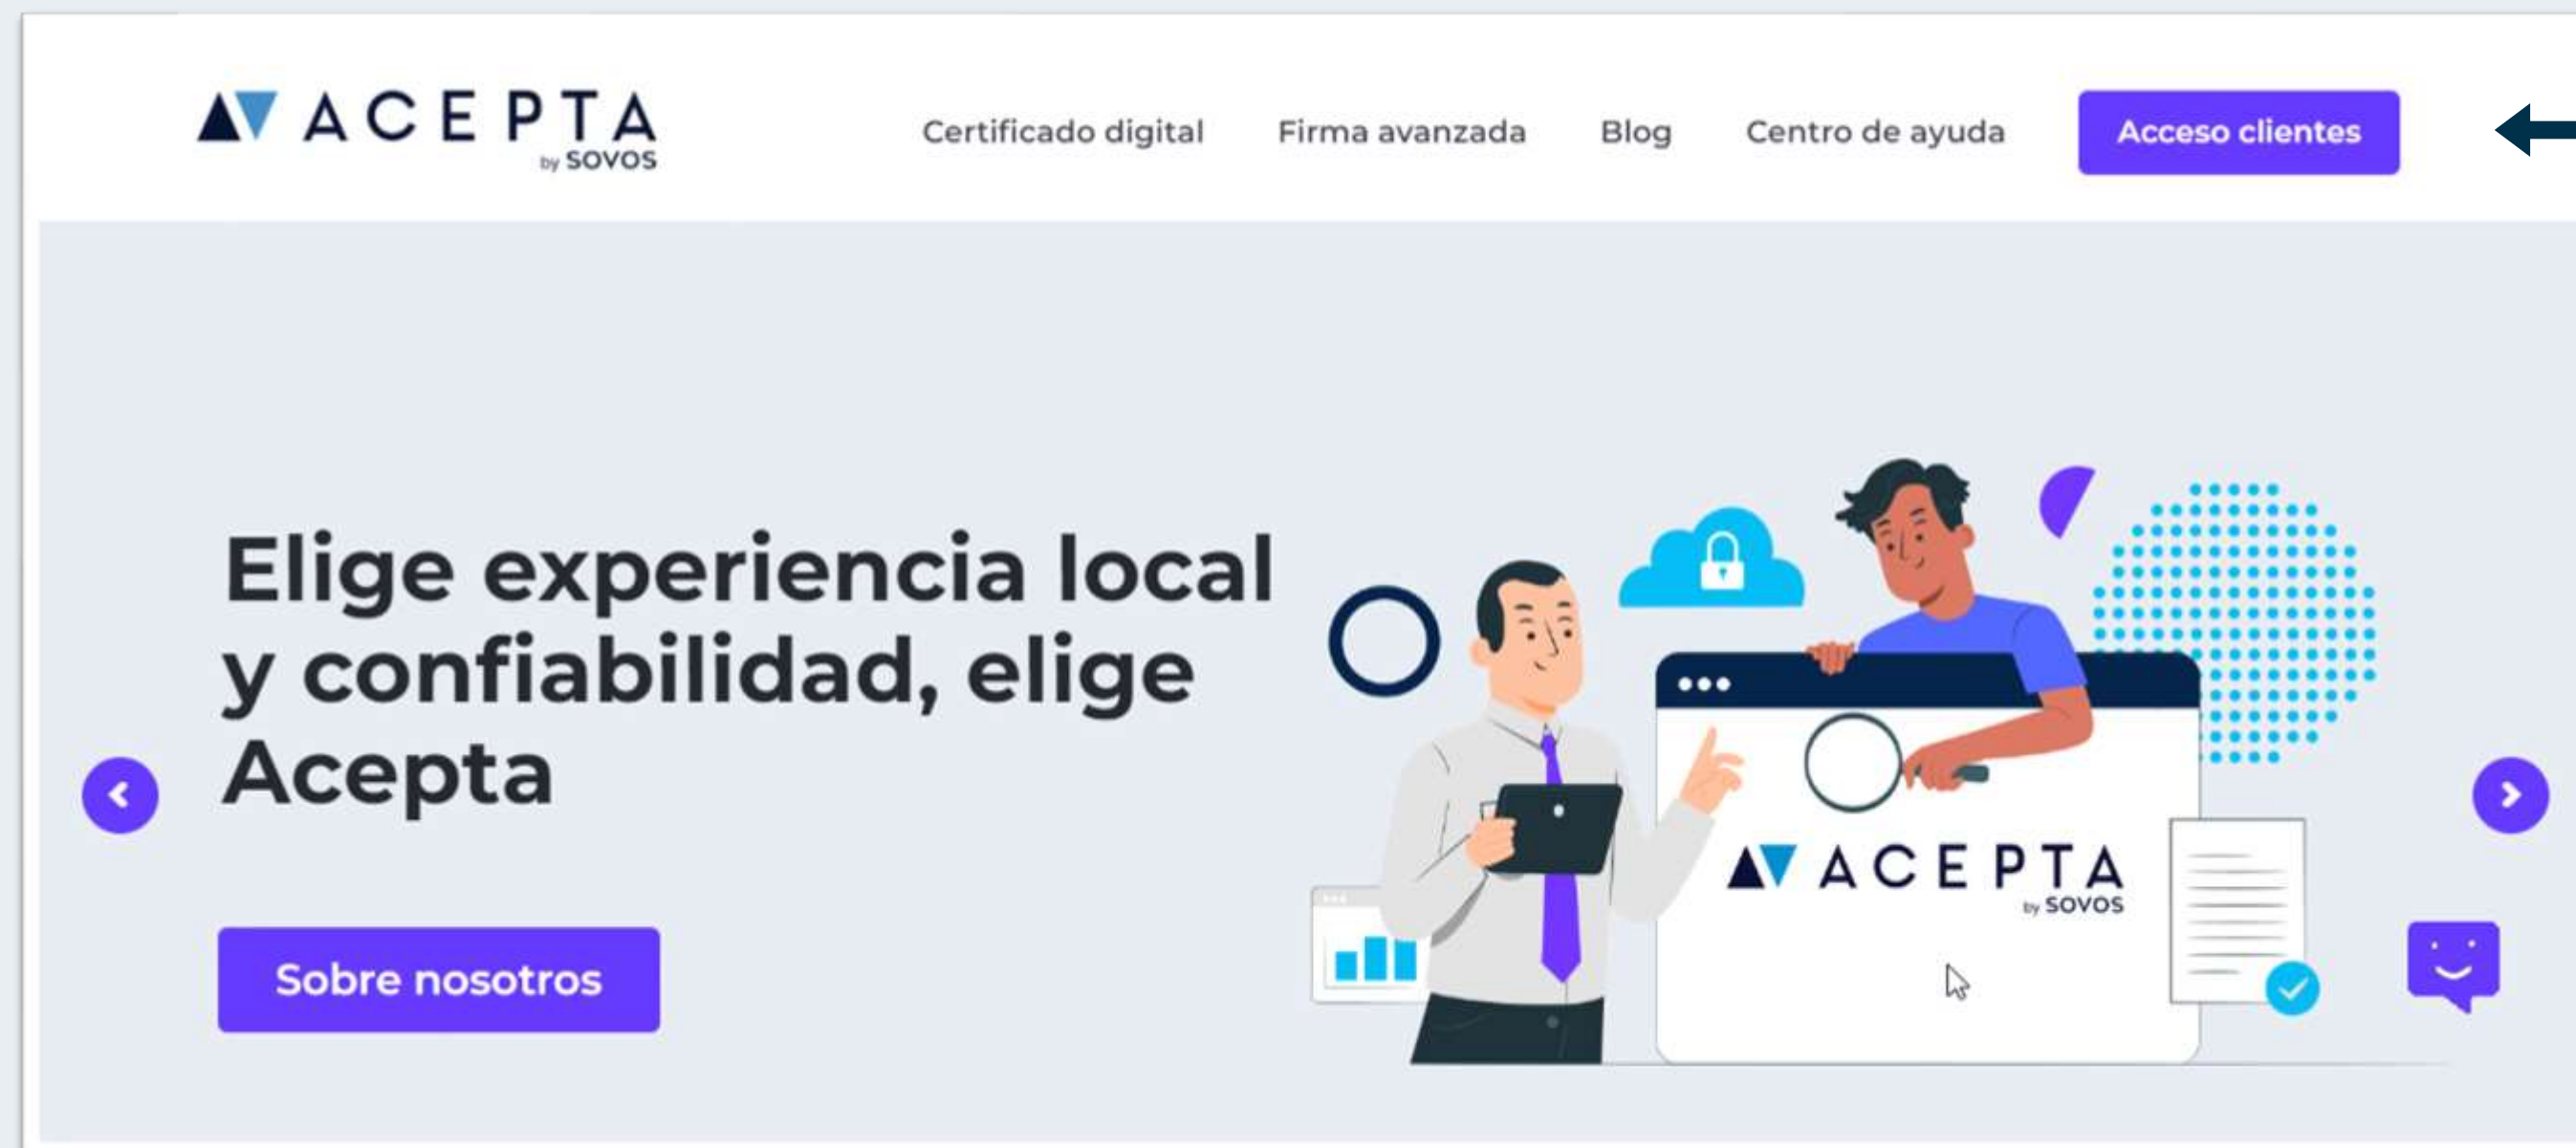 ACEPTA
by SOVOS
Certificado digital
Firma avanzada
Blog
Centro de ayuda
Acceso clientes
Elige experiencia local
y confiabilidad, elige
Acepta
Sobre nosotros
ACEPTA
by SOVOS